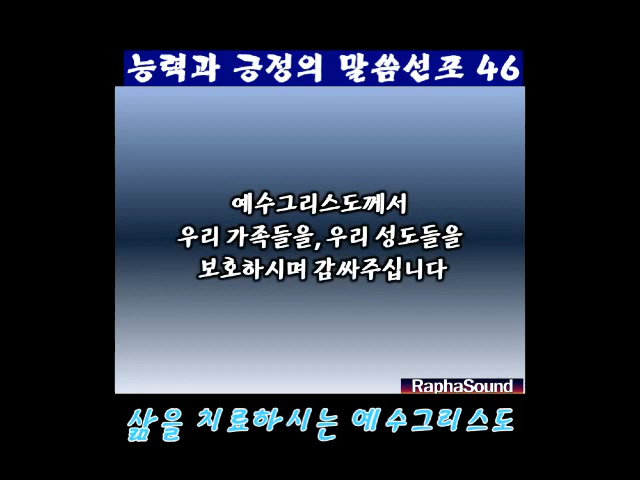 능력과 긍정의 말씀선포 46
예수그리스도께서
우리 가족들을, 우리 성도들을
보호하시며 감싸주십니다
RaphaSound
삶을 치료하시는 예수그리스도